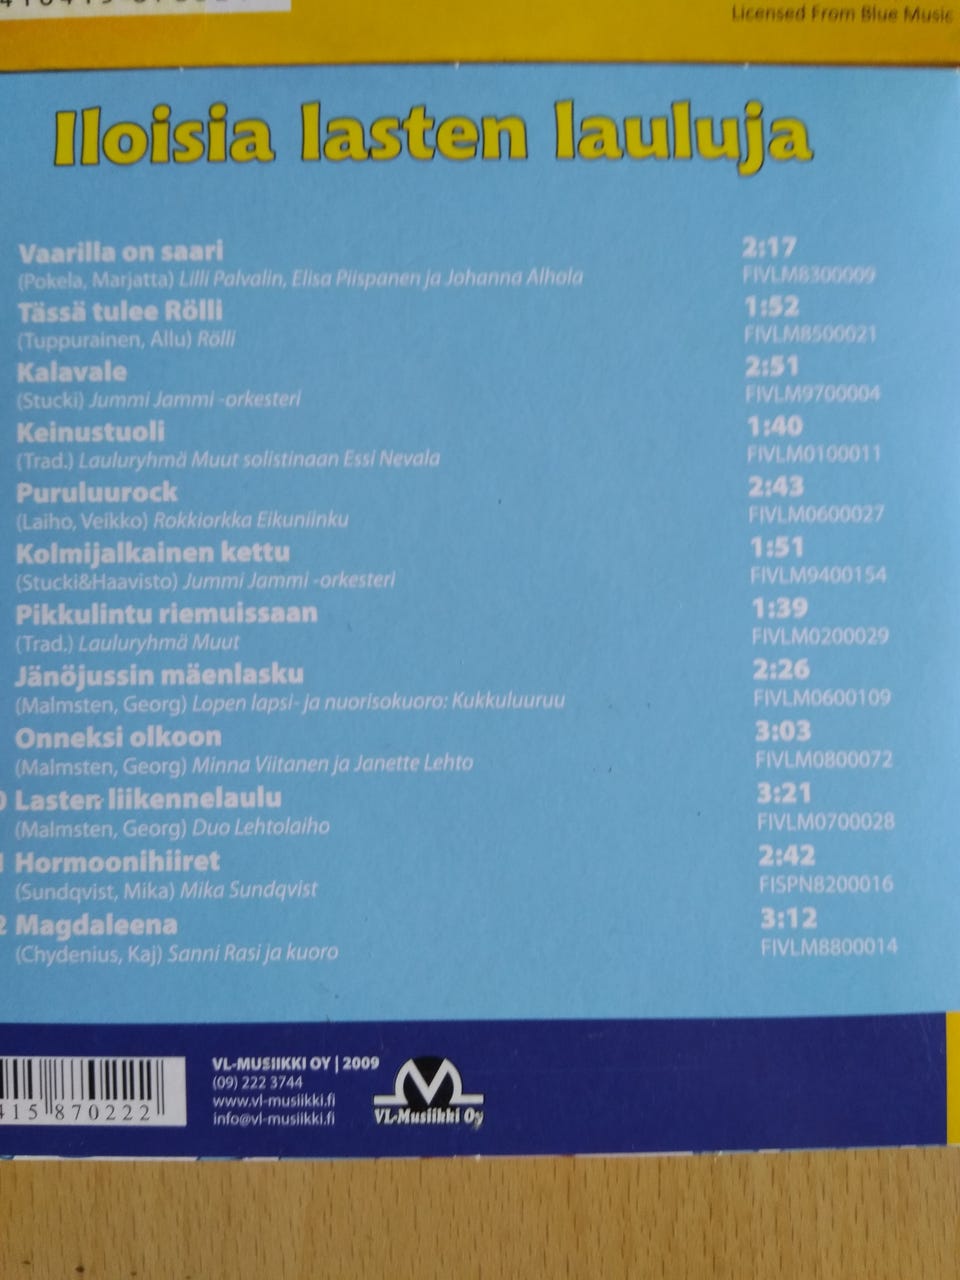 Licensed From Blue Music
Iloisia lasten lauluja
Vaarilla on saari 2:17
(Pokela, Marjatta) Lilli Palvalin, Elisa Piispanen ja Johanna Alhola FIVLM8300009
Tässä tulee Rölli 1:52
(Tuppurainen, Allu) Rölli FIVLM8500021
Kalavale 2:51
(Stucki) Jummi Jammi -orkesteri FIVLM9700004
Keinustuoli 1:40
(Trad.) Lauluryhmä Muut solistinaan Essi Nevala FIVLM0100011
Puruluurock 2:43
(Laiho, Veikko) Rokkiorkka Eikuniinku FIVLM0600027
Kolmijalkainen kettu 1:51
(Stucki&Haavisto) Jummi Jammi -orkesteri FIVLM9400154
Pikkulintu riemuissaan 1:39
(Trad.) Lauluryhmä Muut FIVLM0200029
Jänöjussin mäenlasku 2:26
(Malmsten, Georg) Lopen lapsi- ja nuorisokuoro: Kukkuluuruu FIVLM0600109
Onneksi olkoon 3:03
(Malmsten, Georg) Minna Viitanen ja Janette Lehto FIVLM0800072
0 Lasten liikennelaulu 3:21
(Malmsten, Georg) Duo Lehtolaiho FIVLM0700028
1 Hormoonihiiret 2:42
(Sundqvist, Mika) Mika Sundqvist FISPN8200016
2 Magdaleena 3:12
(Chydenius, Kaj) Sanni Rasi ja kuoro FIVLM8800014
VL-MUSIIKKI OY | 2009
(09) 222 3744
www.vl-musiikki.fi
info@vl-musiikki.fi
VL-Musiikki Oy
415 870222